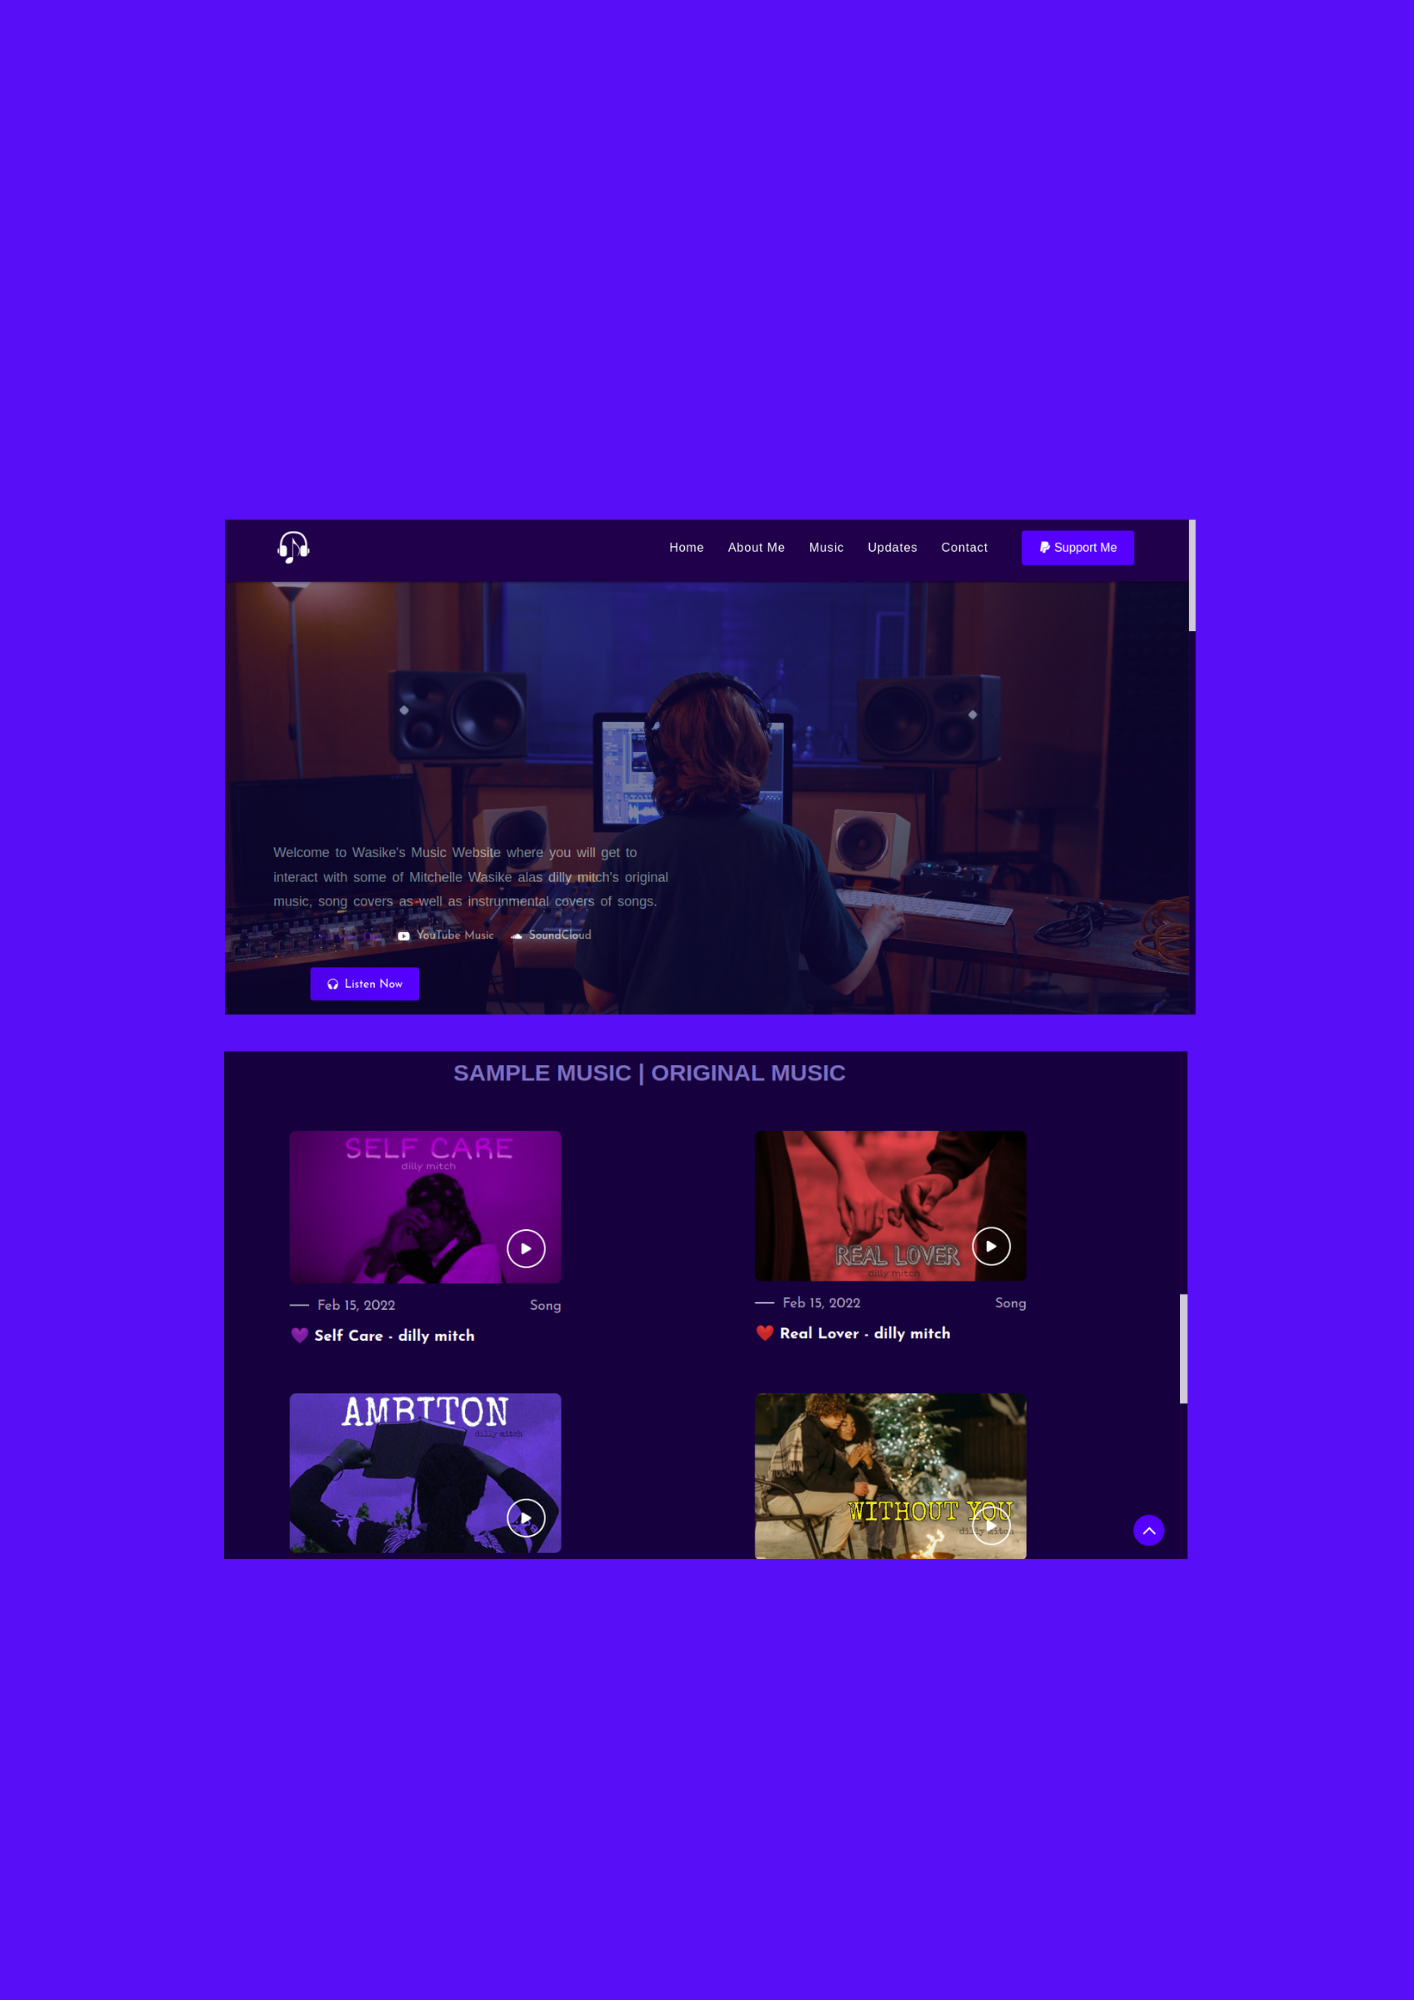 Home About Me Music Updates Contact Support Me
Welcome to Wasike's Music Website where you will get to
interact with some of Mitchelle Wasike alas dilly mitch's original
music, song covers as well as instrunmental covers of songs.
YouTube Music SoundCloud
Listen Now
SAMPLE MUSIC | ORIGINAL MUSIC
SELF CARE
dilly mitch
REAL LOVER
dilly mitch
Feb 15, 2022 Song
Feb 15, 2022 Song
💜 Self Care - dilly mitch
❤️ Real Lover - dilly mitch
AMBITON
dilly mitch
WITHOUT YOU
dilly mitch